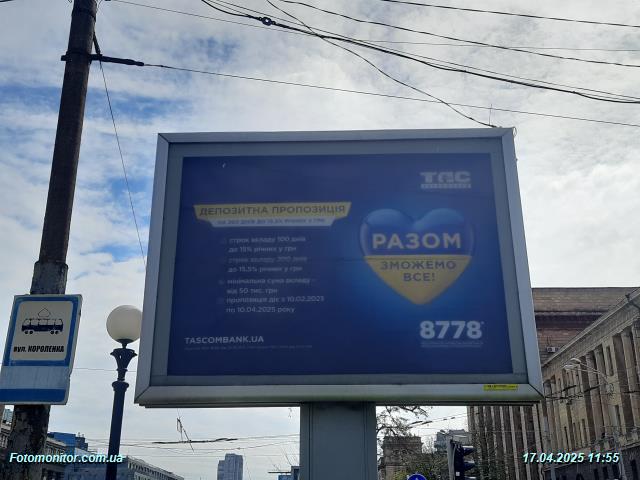 ТАС
ДЕПОЗИТНА ПРОПОЗИЦІЯ
строк вкладу 100 днів
до 15% річних у грн
строк вкладу 300 днів
до 15,5% річних у грн
мінімальна сума вкладу –
від 50 тис. грн
пропозиція діє з 10.02.2025
по 10.04.2025 року
РАЗОМ
ЗМОЖЕМО
ВСЕ!
TASCOMBANK.UA
8778
вул. КОРОЛЕНКА
Fotomonitor.com.ua
17.04.2025 11:55